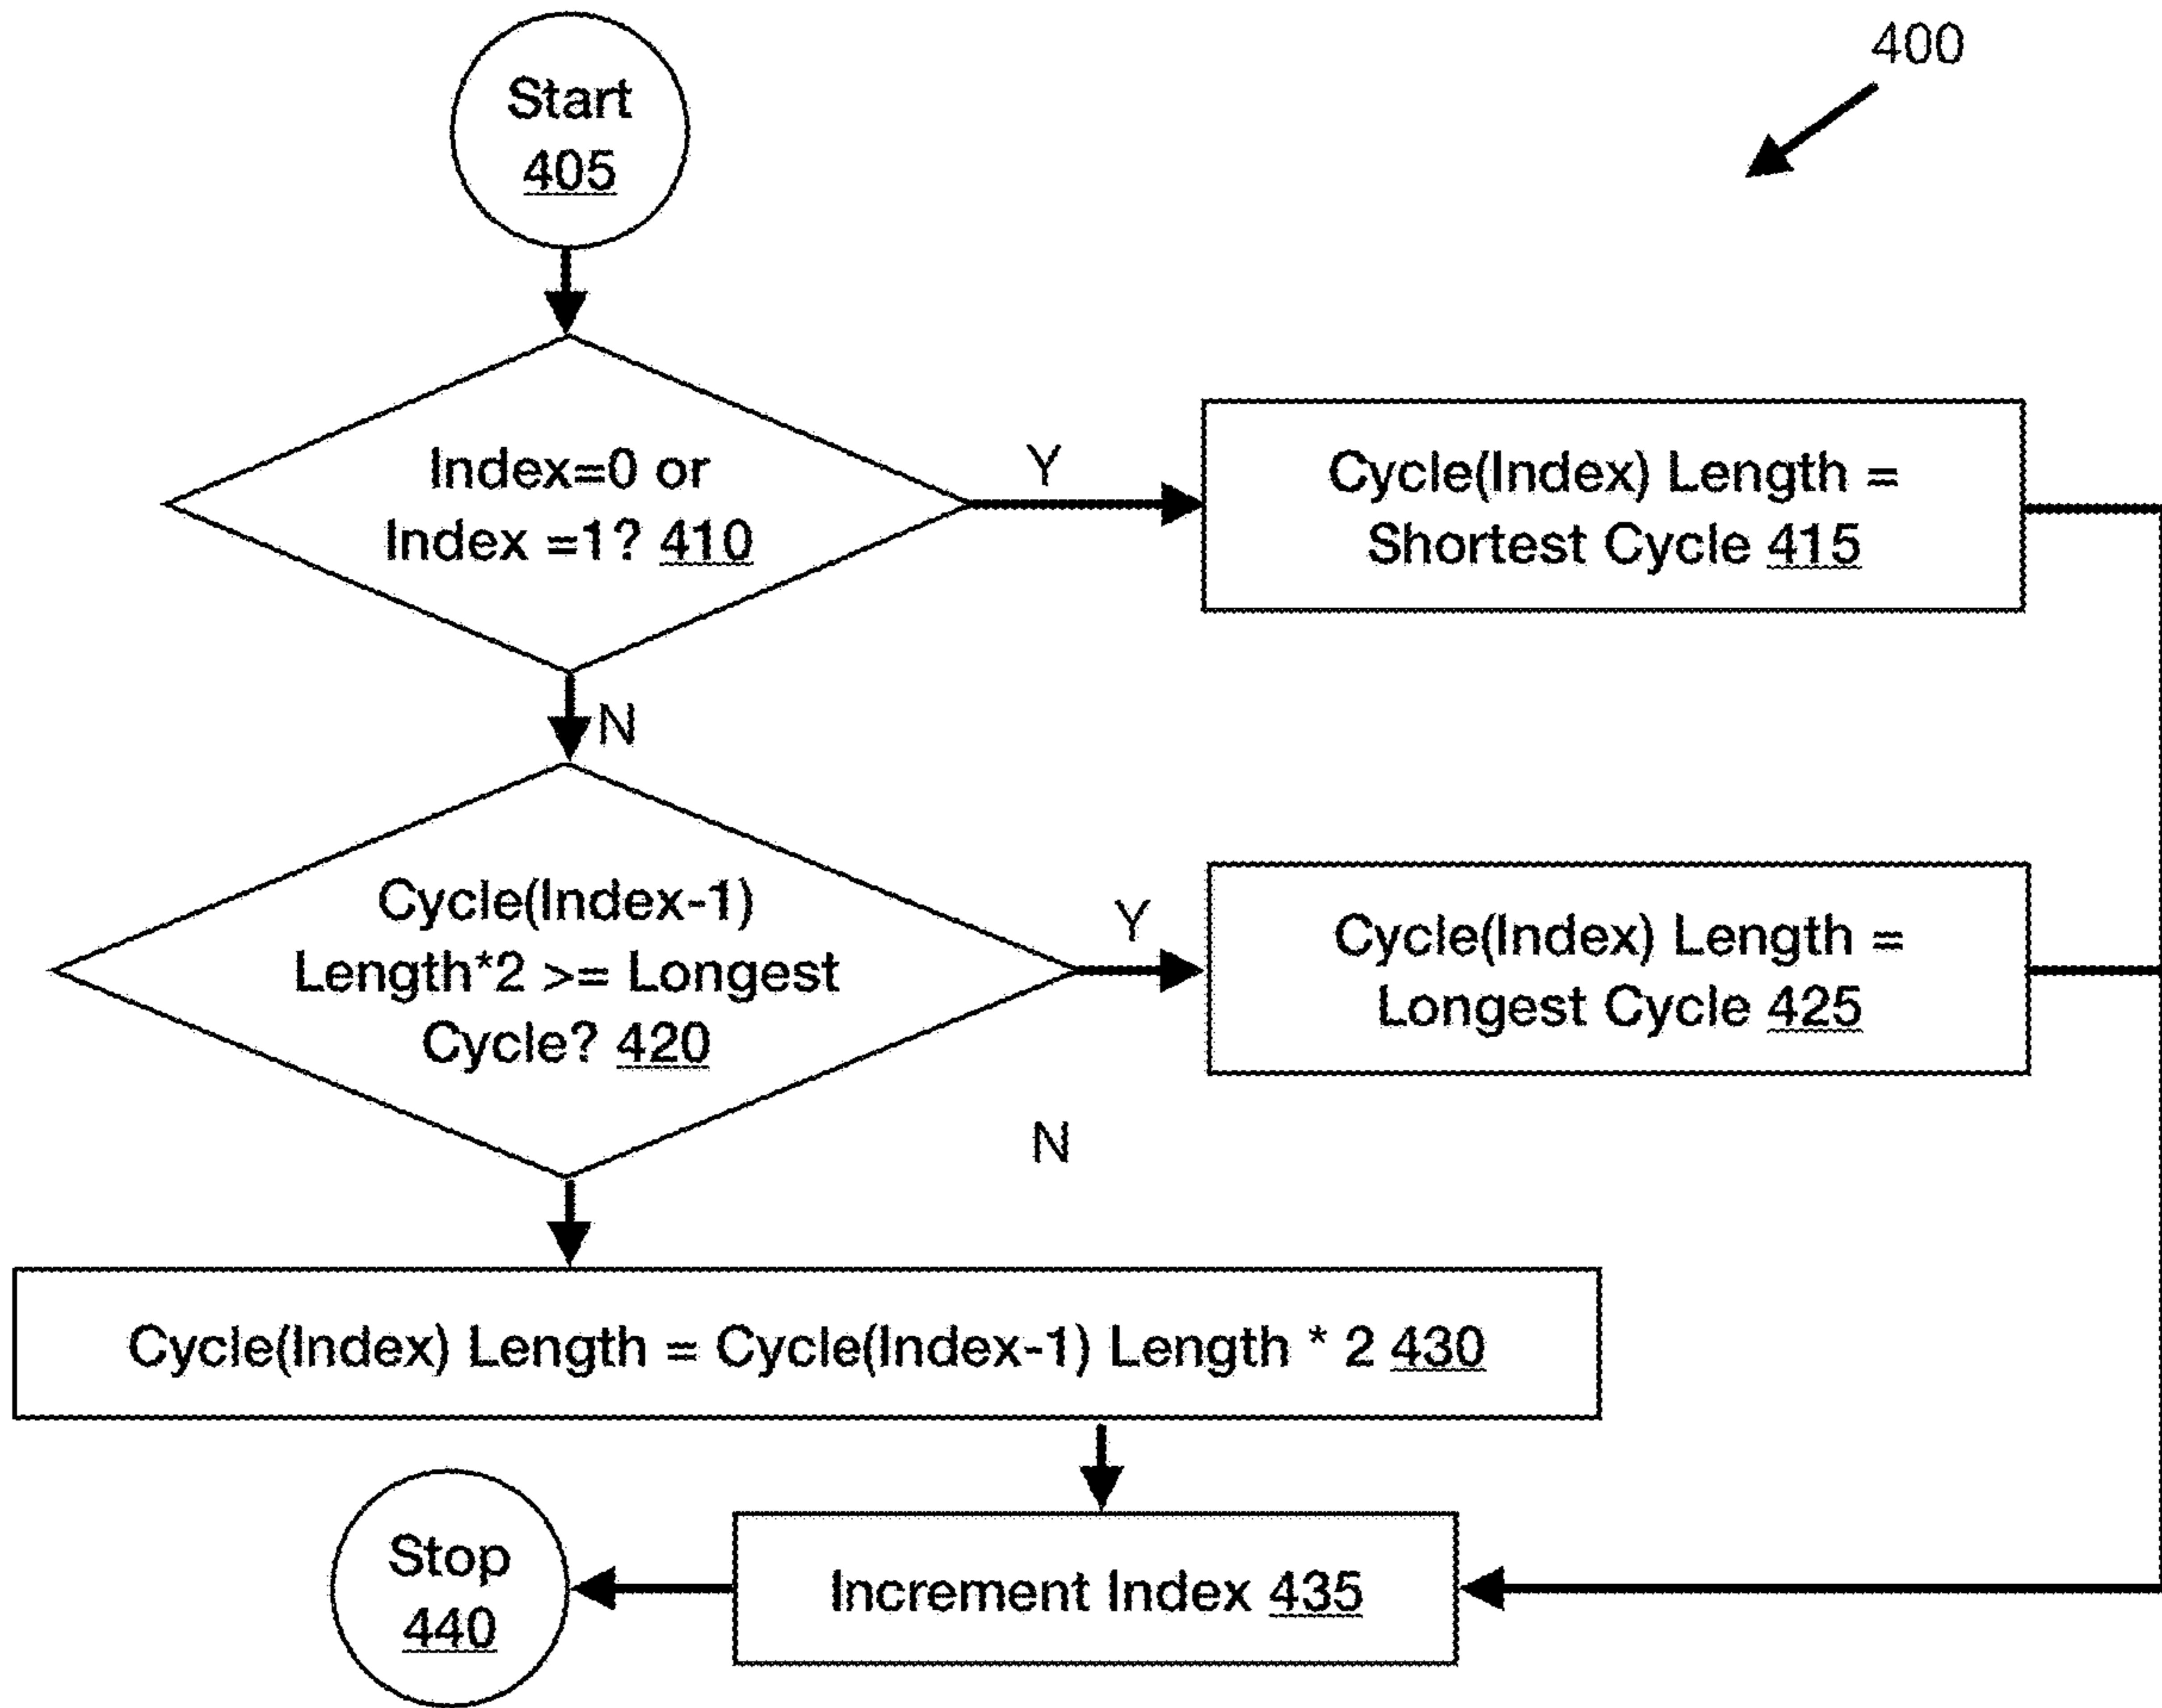 400
Start
405
Index=0 or
Index =1? 410
Y
Cycle(Index) Length =
Shortest Cycle 415
N
Cycle(Index-1)
Length*2 >= Longest
Cycle? 420
Y
Cycle(Index) Length =
Longest Cycle 425
N
Cycle(Index) Length = Cycle(Index-1) Length * 2 430
Stop
440
Increment Index 435